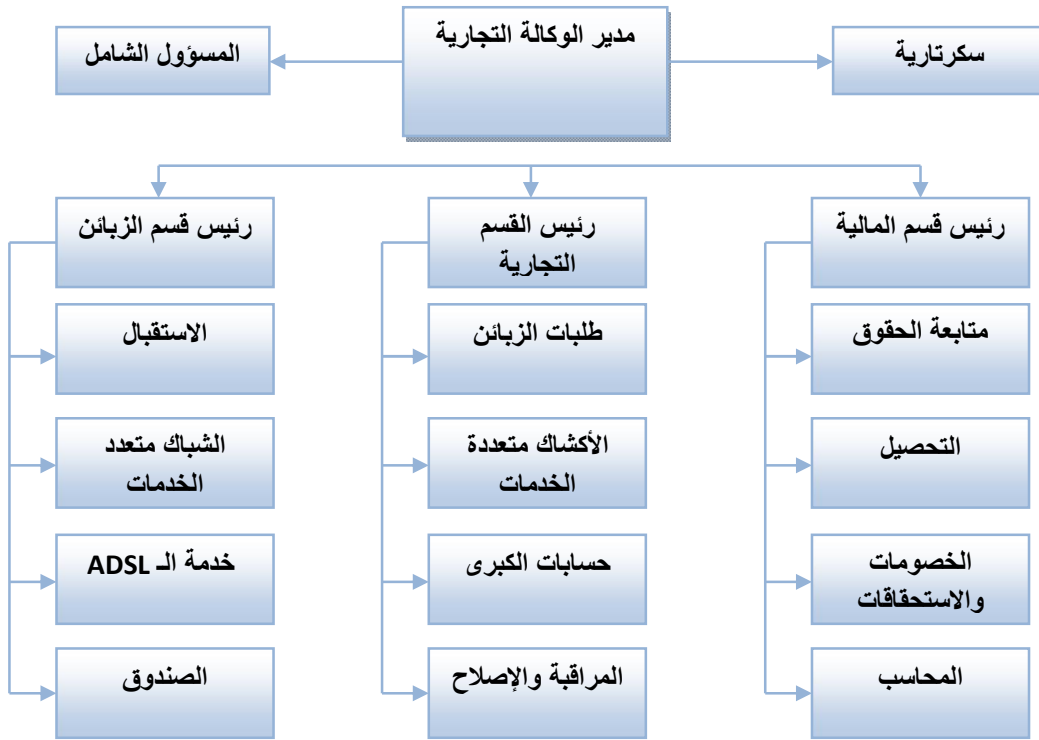 مدير الوكالة التجارية
سكرتارية
المسؤول الشامل
رئيس قسم المالية
رئيس القسم
التجارية
رئيس قسم الزبائن
متابعة الحقوق
طلبات الزبائن
الاستقبال
التحصيل
الأكشاك متعددة
الخدمات
الشباك متعدد
الخدمات
الخصومات
والاستحقاقات
حسابات الكبرى
خدمة الـ ADSL
المحاسب
المراقبة والإصلاح
الصندوق